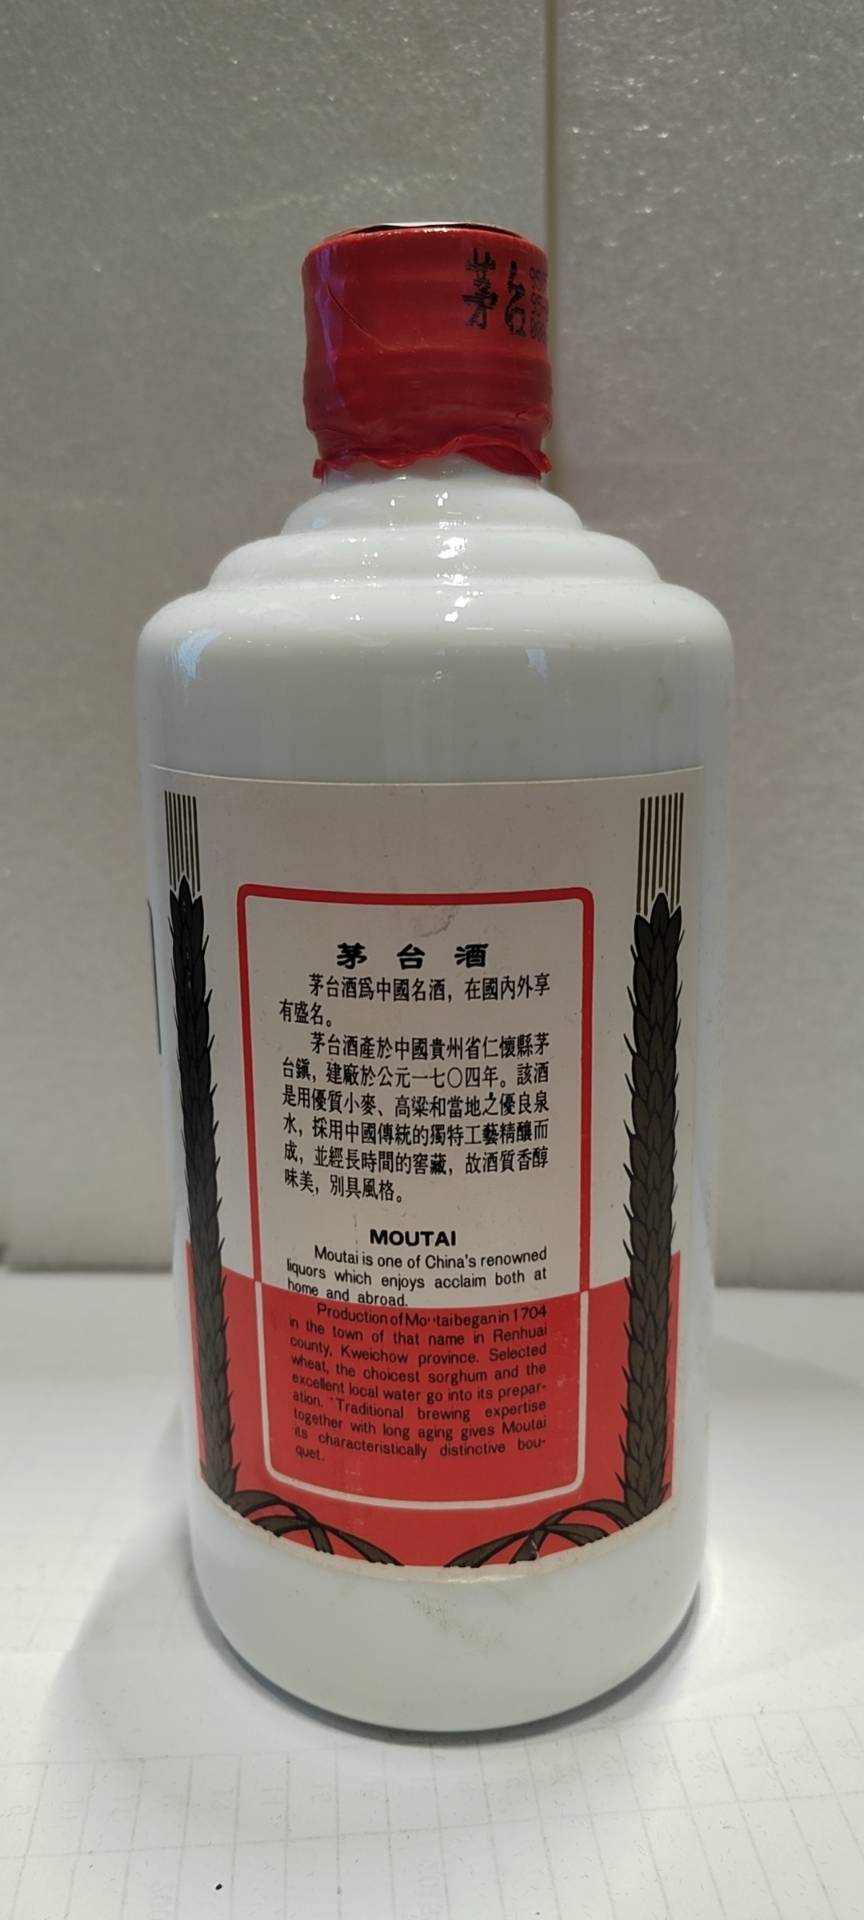 茅台
茅台酒
茅台酒爲中國名酒，在國內外享
有盛名。
茅台酒產於中國貴州省仁懷縣茅
台鎭，建廠於公元一七〇四年。該酒
是用優質小麥、高粱和當地之優良泉
水，採用中國傳統的獨特工藝精釀而
成，並經長時間的窖藏，故酒質香醇
味美，別具風格。
MOUTAI
Moutai is one of China's renowned
liquors which enjoys acclaim both at
home and abroad.
Production of Moutai began in 1704
in the town of that name in Renhuai
county, Kweichow province. Selected
wheat, the choicest sorghum and the
excellent local water go into its prepar-
ation. Traditional brewing expertise
together with long aging gives Moutai
its characteristically distinctive bou-
quet.